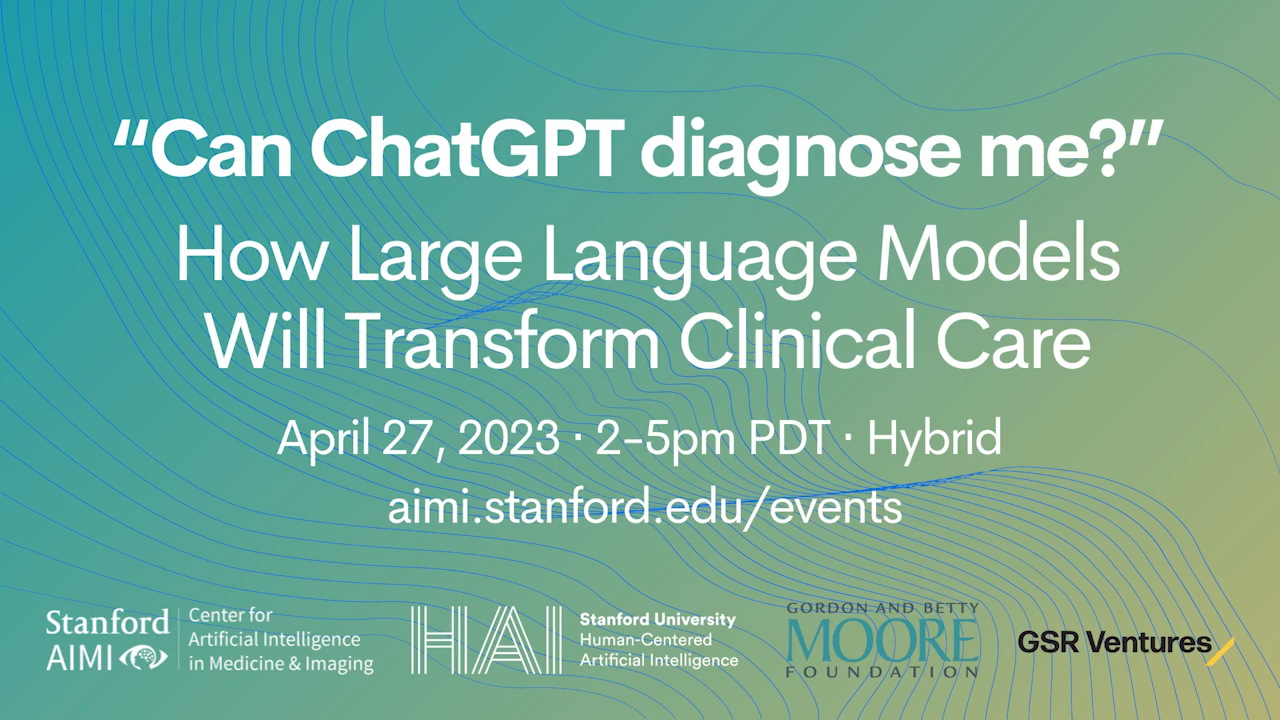 “Can ChatGPT diagnose me?”
How Large Language Models
Will Transform Clinical Care
April 27, 2023 · 2-5pm PDT · Hybrid
aimi.stanford.edu/events
Stanford
AIMI
Center for
Artificial Intelligence
in Medicine & Imaging
HAI
Stanford University
Human-Centered
Artificial Intelligence
GORDON AND BETTY
MOORE
FOUNDATION
GSR Ventures